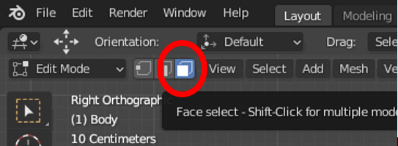 File Edit Render Window Help Layout Modeling
Orientation: Default Drag: Sele
Edit Mode View Select Add Mesh Ve
Right Orthograph
(1) Body
Face select - Shift-Click for multiple mode
10 Centimeters